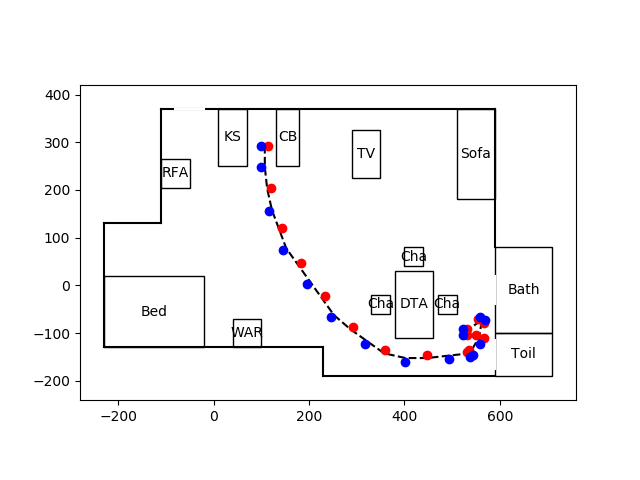 400
300
200
100
0
−100
−200
−200
0
200
400
600
KS
CB
TV
Sofa
RFA
Cha
Cha
DTA
Cha
Bath
Bed
WAR
Toil